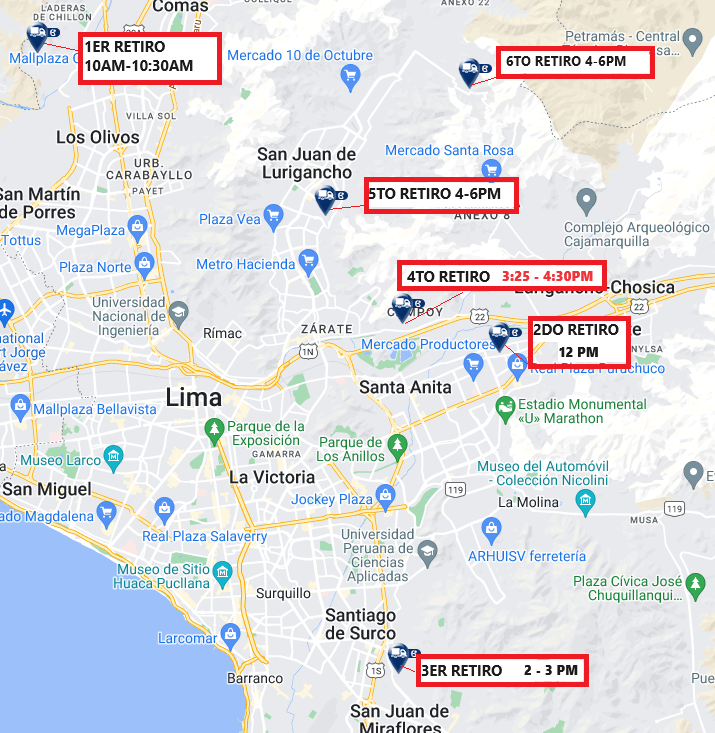 LADERAS
DE CHILLON
Comas
ANEXO 22
1ER RETIRO
10AM-10:30AM
Mallplaza
Mercado 10 de Octubre
6TO RETIRO 4-6PM
Petramás - Central
VILLA SOL
Los Olivos
URB.
CARABAYLLO
PAYET
San Juan de
Lurigancho
Mercado Santa Rosa
San Martín
de Porres
5TO RETIRO 4-6PM
ANEXO 8
Plaza Vea
MegaPlaza
Tottus
Complejo Arqueológico
Cajamarquilla
Plaza Norte
Metro Hacienda
4TO RETIRO 3:25 - 4:30PM
Lurigancho-Chosica
22
Universidad
Nacional de
Ingeniería
CAMPOY
22
Rímac
ZÁRATE
2DO RETIRO
12 PM
1N
Mercado Productores
NYLSA
Real Plaza Puruchuco
Santa Anita
Lima
Mallplaza Bellavista
Estadio Monumental
«U» Marathon
Parque de la
Exposición
GAMARRA
Parque de
Los Anillos
Museo Larco
La Victoria
Museo del Automóvil
- Colección Nicolini
San Miguel
119
Jockey Plaza
La Molina
119
MUSA
Magdalena
Real Plaza Salaverry
Universidad
Peruana de
Ciencias
Aplicadas
ARHUISV ferretería
Museo de Sitio
Huaca Pucllana
Plaza Cívica José
Chuquillanqui...
Surquillo
Santiago
de Surco
Larcomar
1S
3ER RETIRO 2 - 3 PM
Barranco
Pue
San Juan de
Miraflores